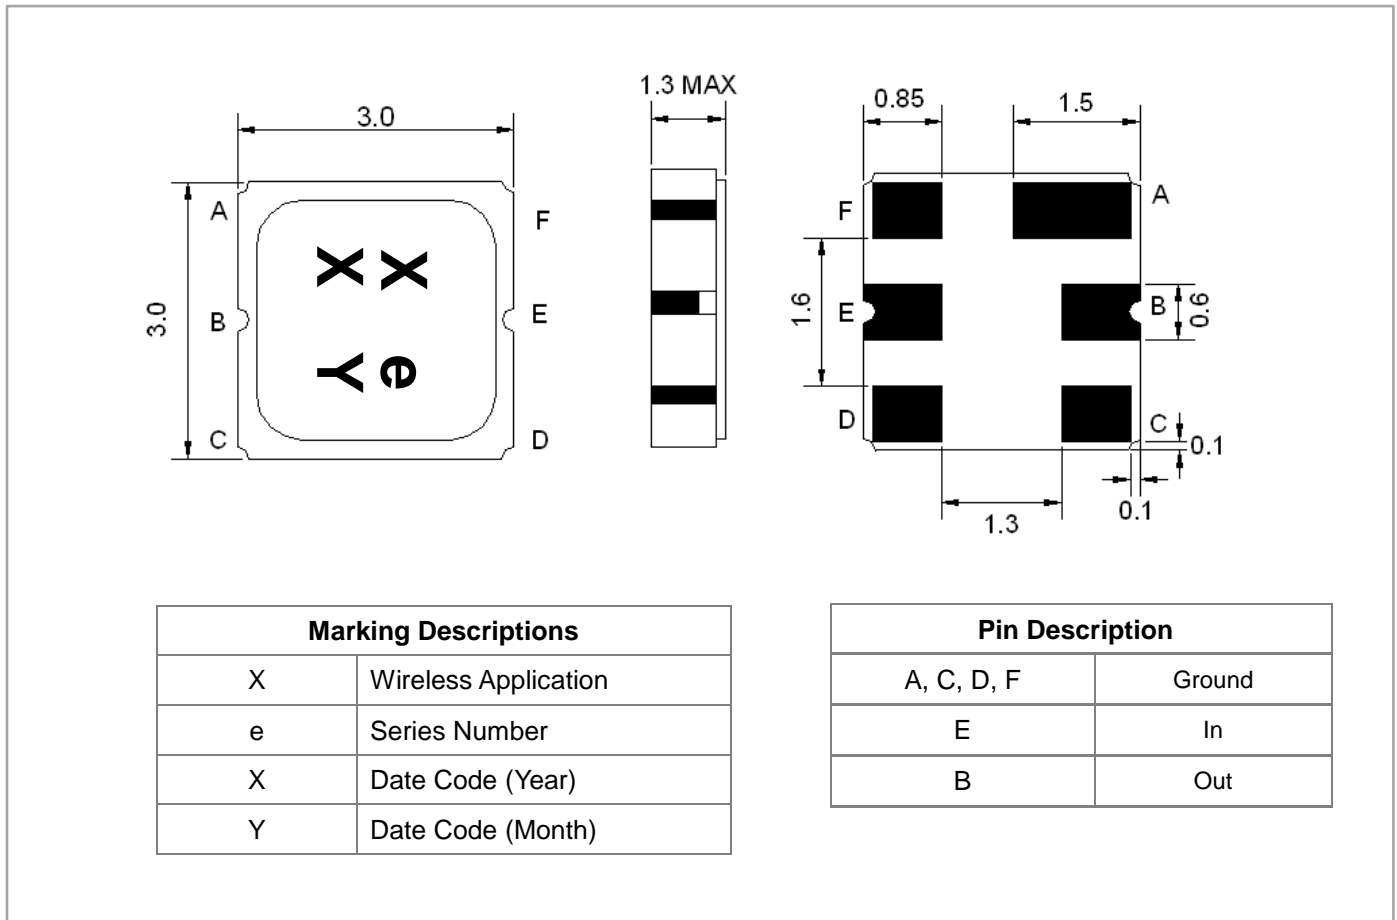 1.3 MAX
3.0
0.85
1.5
A
F
F
A
X X
3.0
B
E
1.6
E
B
0.6
Y e
C
D
D
C
0.1
0.1
1.3
Marking Descriptions
X Wireless Application
e Series Number
X Date Code (Year)
Y Date Code (Month)
Pin Description
A, C, D, F Ground
E In
B Out